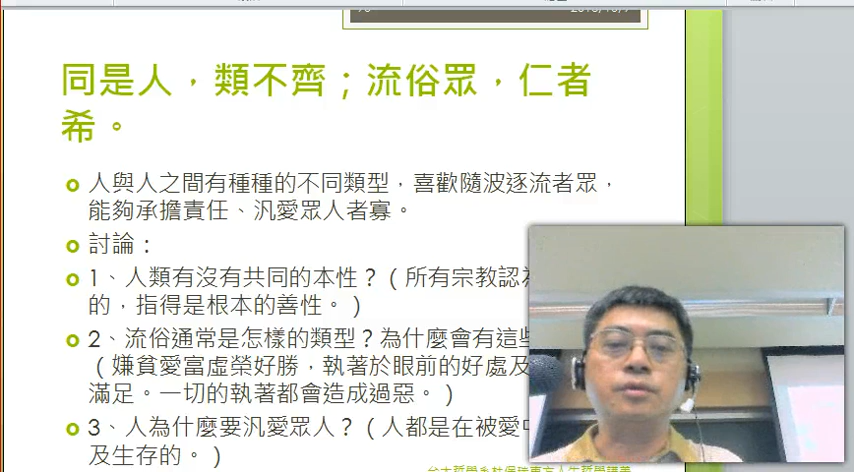 同是人，類不齊；流俗眾，仁者
希。
人與人之間有種種的不同類型，喜歡隨波逐流者眾，
能夠承擔責任、汎愛眾人者寡。
討論：
1、人類有沒有共同的本性？（所有宗教認
的，指得是根本的善性。）
2、流俗通常是怎樣的類型？為什麼會有這
（嫌貧愛富虛榮好勝，執著於眼前的好處及
滿足。一切的執著都會造成過惡。）
3、人為什麼要汎愛眾人？（人都是在被愛
及生存的。）